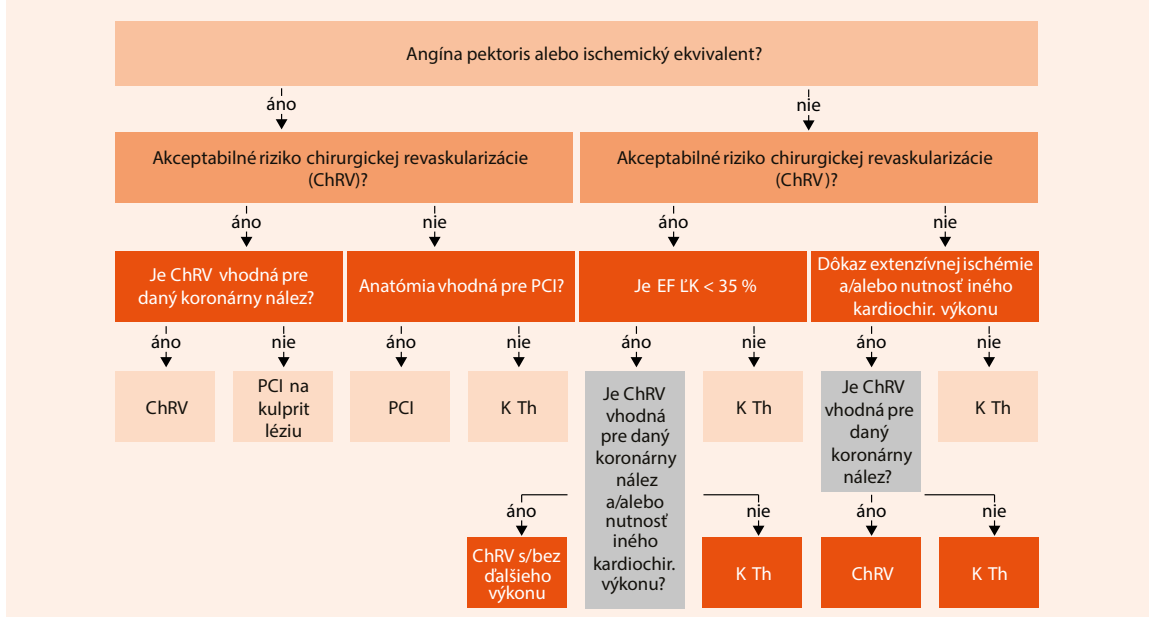 Angína pektoris alebo ischemický ekvivalent?
áno
nie
Akceptabilné riziko chirurgickej revaskularizácie
(ChRV)?
Akceptabilné riziko chirurgickej revaskularizácie
(ChRV)?
áno
nie
áno
nie
Je ChRV vhodná pre
daný koronárny nález?
Anatómia vhodná pre PCI?
Je EF ĽK < 35 %
Dôkaz extenzívnej ischémie
a/alebo nutnosť iného
kardiochir. výkonu
áno
nie
áno
nie
áno
nie
áno
nie
ChRV
PCI na
kulprit
léziu
PCI
K Th
Je ChRV
vhodná
pre daný
koronárny
nález
a/alebo
nutnosť
iného
kardiochir.
výkonu?
K Th
Je ChRV
vhodná pre
daný
koronárny
nález?
K Th
áno
nie
áno
nie
ChRV s/bez
ďalšieho
výkonu
K Th
ChRV
K Th